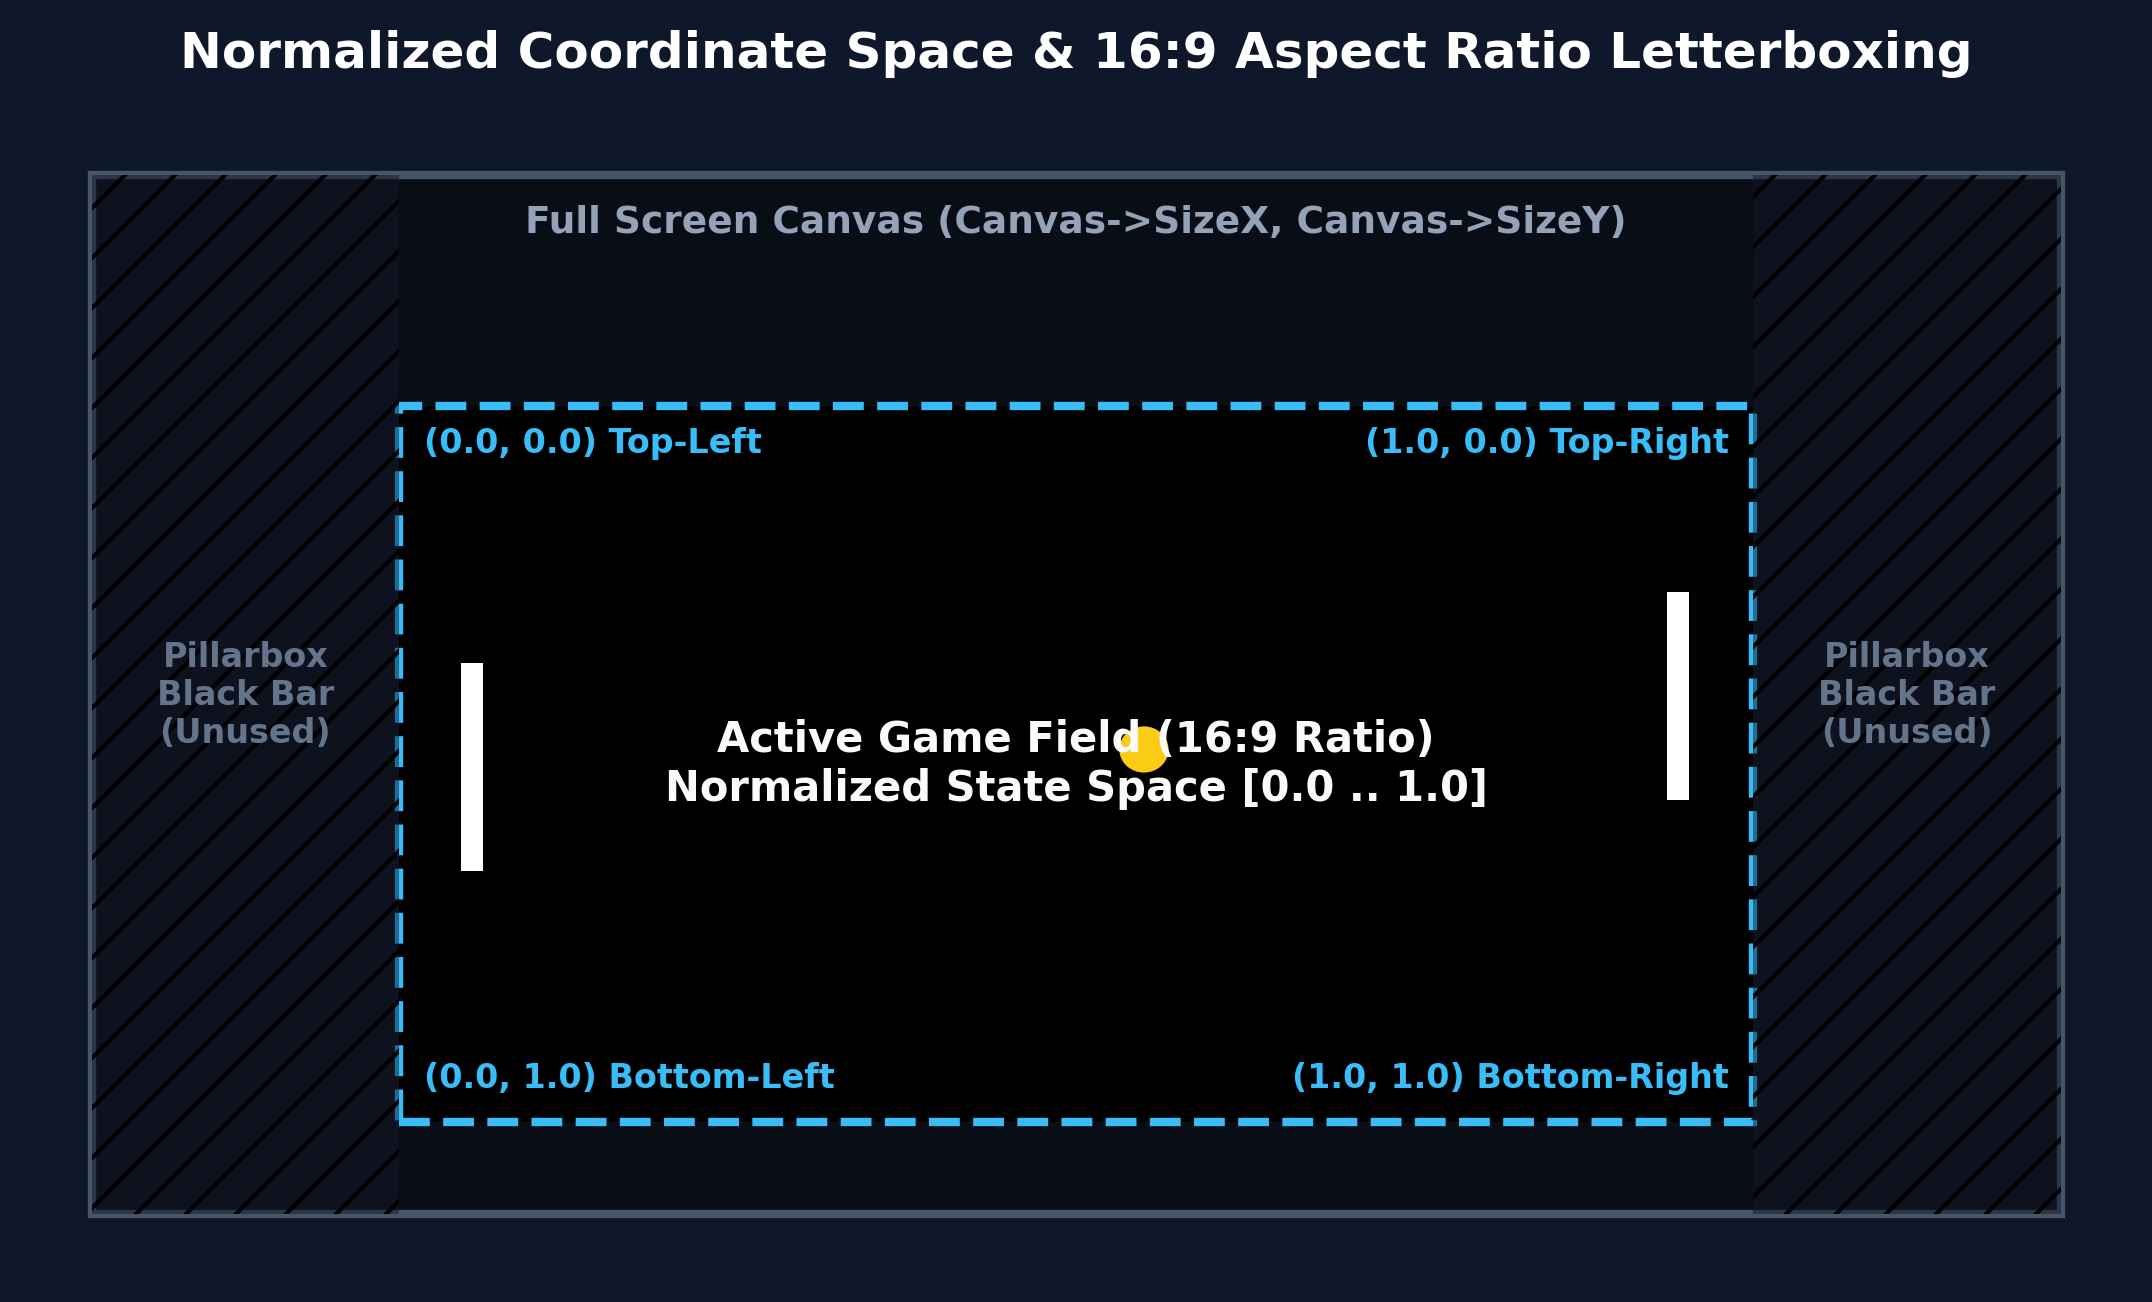 Normalized Coordinate Space & 16:9 Aspect Ratio Letterboxing
Full Screen Canvas (Canvas->SizeX, Canvas->SizeY)
(0.0, 0.0) Top-Left
(1.0, 0.0) Top-Right
Pillarbox
Black Bar
(Unused)
Active Game Field (16:9 Ratio)
Normalized State Space [0.0 .. 1.0]
Pillarbox
Black Bar
(Unused)
(0.0, 1.0) Bottom-Left
(1.0, 1.0) Bottom-Right